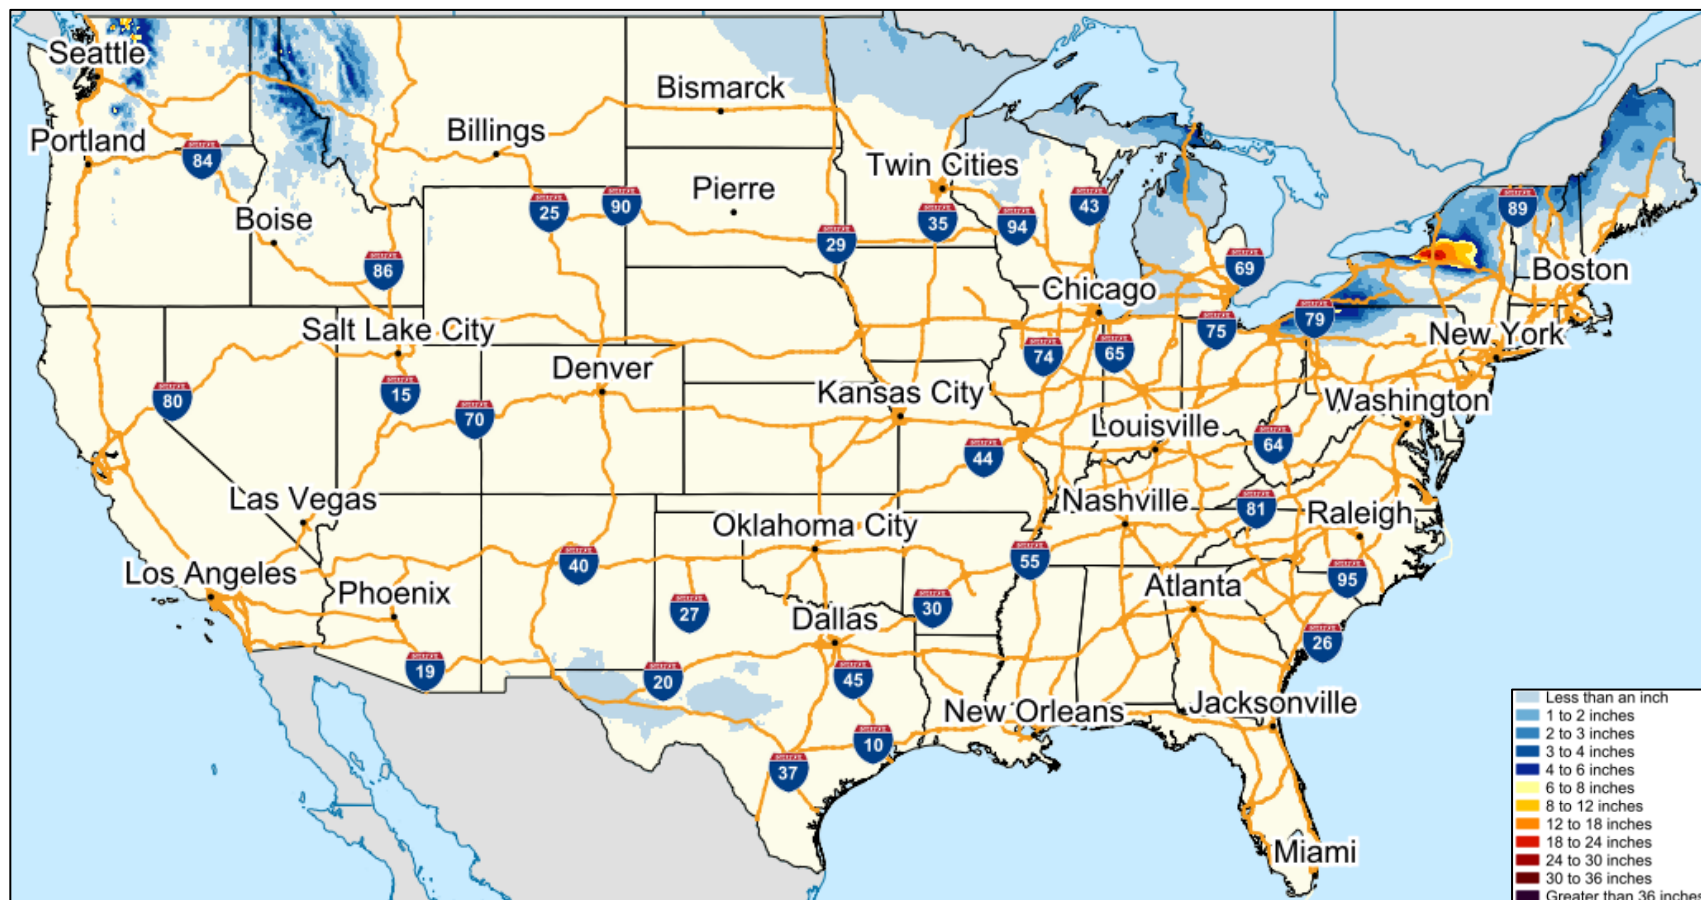 Seattle
Bismarck
Billings
Portland
84
Twin Cities
Pierre
25
90
43
89
Boise
35
94
29
86
69
Boston
Chicago
79
Salt Lake City
75
New York
74
65
Denver
15
Kansas City
80
70
Washington
Louisville
64
44
Las Vegas
Nashville
81
Raleigh
Oklahoma City
55
40
Los Angeles
95
Phoenix
Atlanta
27
30
Dallas
26
19
20
45
New Orleans
Jacksonville
10
37
Miami
Less than an inch
1 to 2 inches
2 to 3 inches
3 to 4 inches
4 to 6 inches
6 to 8 inches
8 to 12 inches
12 to 18 inches
18 to 24 inches
24 to 30 inches
30 to 36 inches
Greater than 36 inches